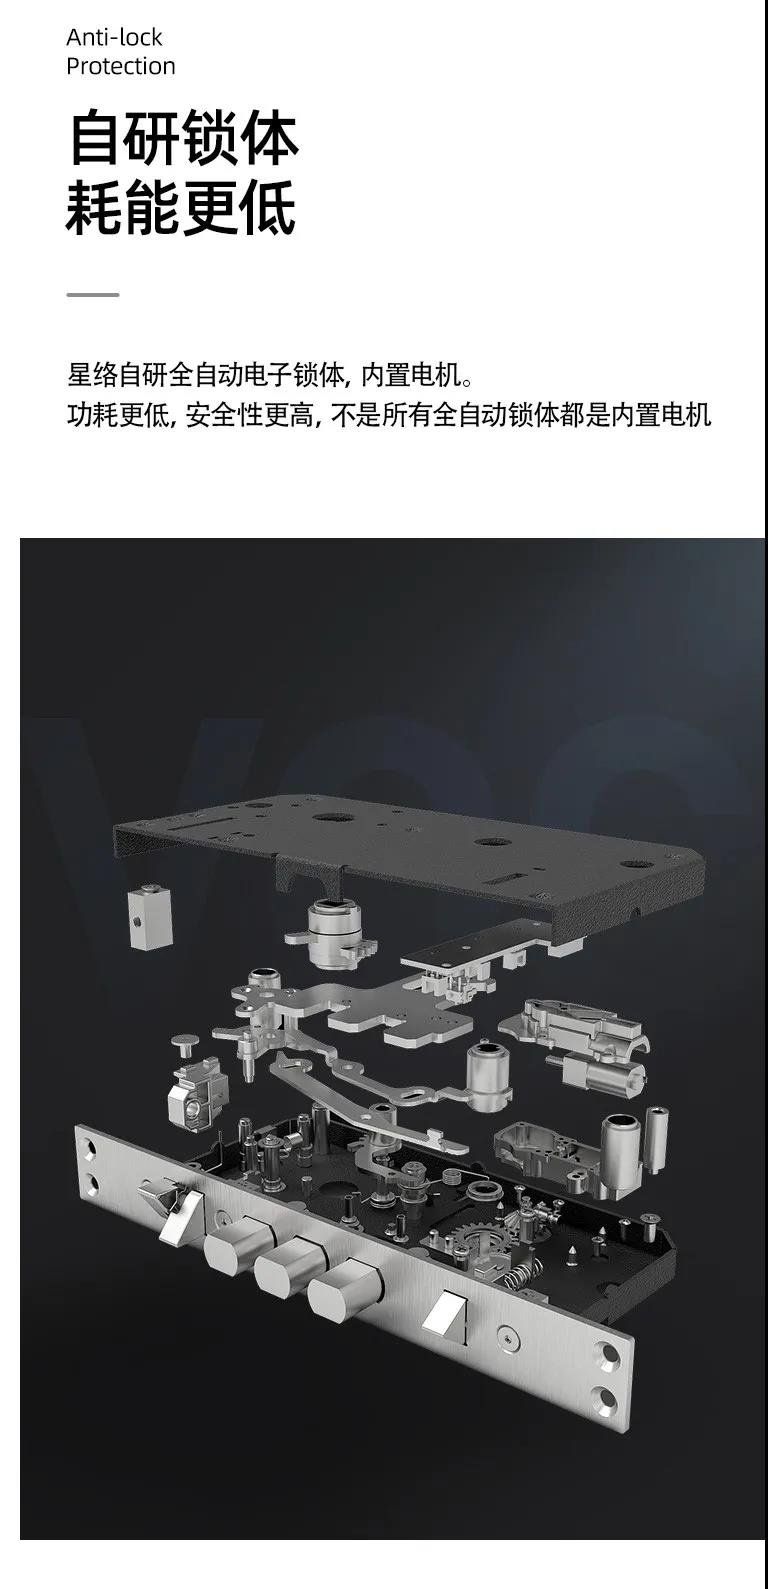 Anti-lock
Protection
自研锁体
耗能更低
星络自研全自动电子锁体, 内置电机。
功耗更低, 安全性更高, 不是所有全自动锁体都是内置电机